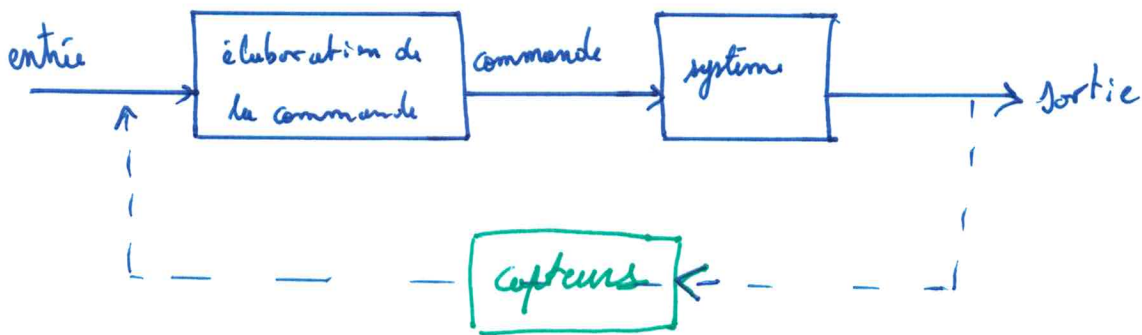 entrée
élaboration de
la commande
commande
système
sortie
capteurs